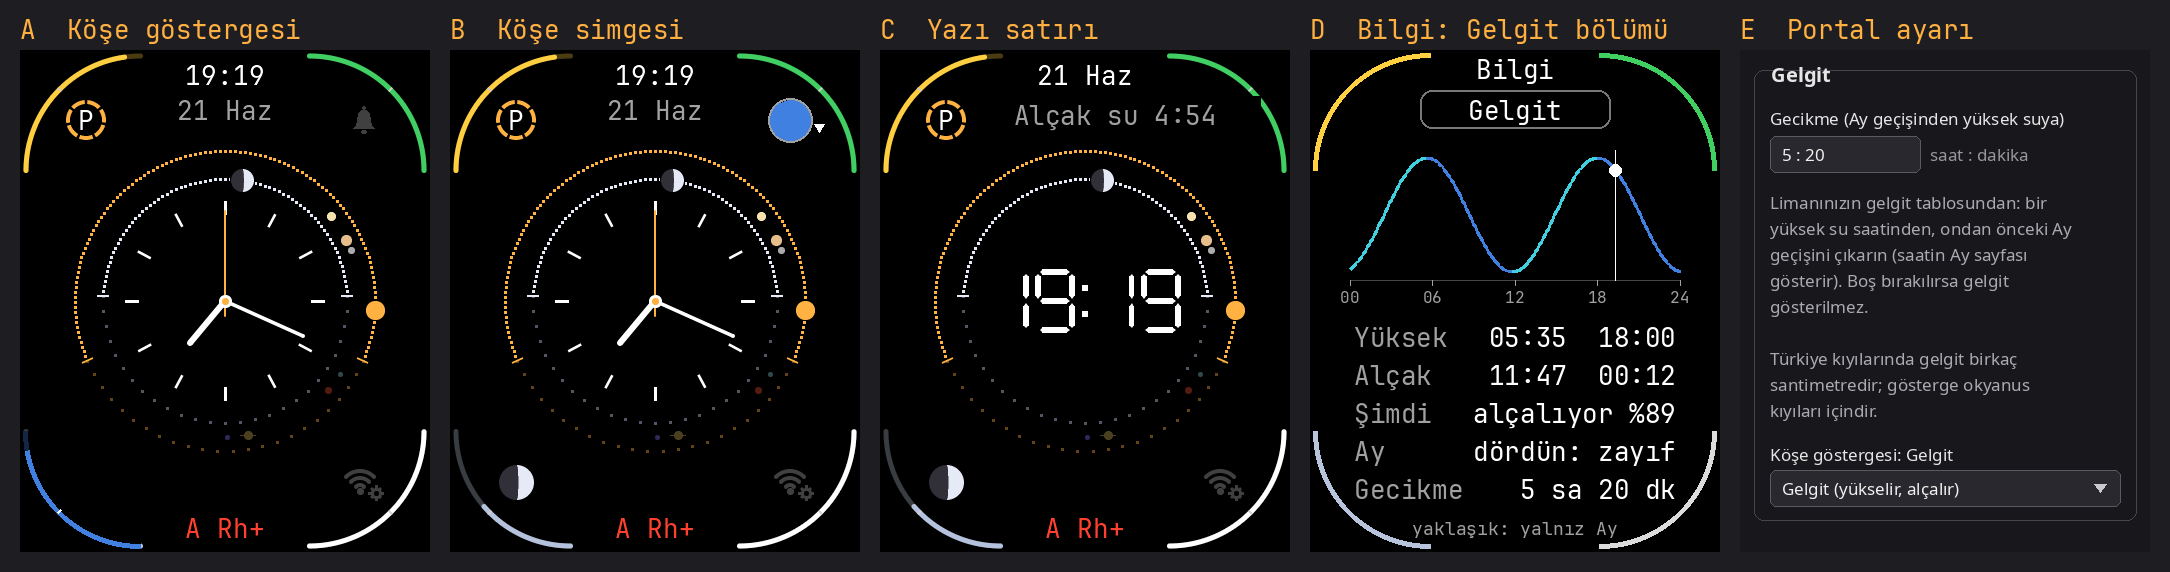 A Köşe göstergesi
19:19
21 Haz
P
A Rh+
B Köşe simgesi
19:19
21 Haz
P
A Rh+
C Yazı satırı
21 Haz
Alçak su 4:54
P
19:19
A Rh+
D Bilgi: Gelgit bölümü
Bilgi
Gelgit
00 06 12 18 24
Yüksek 05:35 18:00
Alçak 11:47 00:12
Şimdi alçalıyor %89
Ay dördün: zayıf
Gecikme 5 sa 20 dk
yaklaşık: yalnız Ay
E Portal ayarı
Gelgit
Gecikme (Ay geçişinden yüksek suya)
5 : 20 saat : dakika
Limanınızın gelgit tablosundan: bir
yüksek su saatinden, ondan önceki Ay
geçişini çıkarın (saatin Ay sayfası
gösterir). Boş bırakılırsa gelgit
gösterilmez.
Türkiye kıyılarında gelgit birkaç
santimetredir; gösterge okyanus
kıyıları içindir.
Köşe göstergesi: Gelgit
Gelgit (yükselir, alçalır)